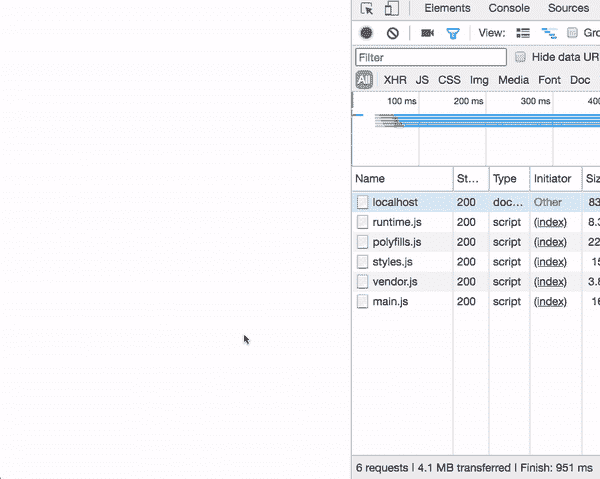 Elements Console Sources
View: Gro
Filter Hide data UR
All XHR JS CSS Img Media Font Doc
100 ms 200 ms 300 ms 400
Name St... Type Initiator Siz
localhost 200 doc... Other 83
runtime.js 200 script (index) 8.3
polyfills.js 200 script (index) 22
styles.js 200 script (index) 15
vendor.js 200 script (index) 3.8
main.js 200 script (index) 16
6 requests | 4.1 MB transferred | Finish: 951 ms